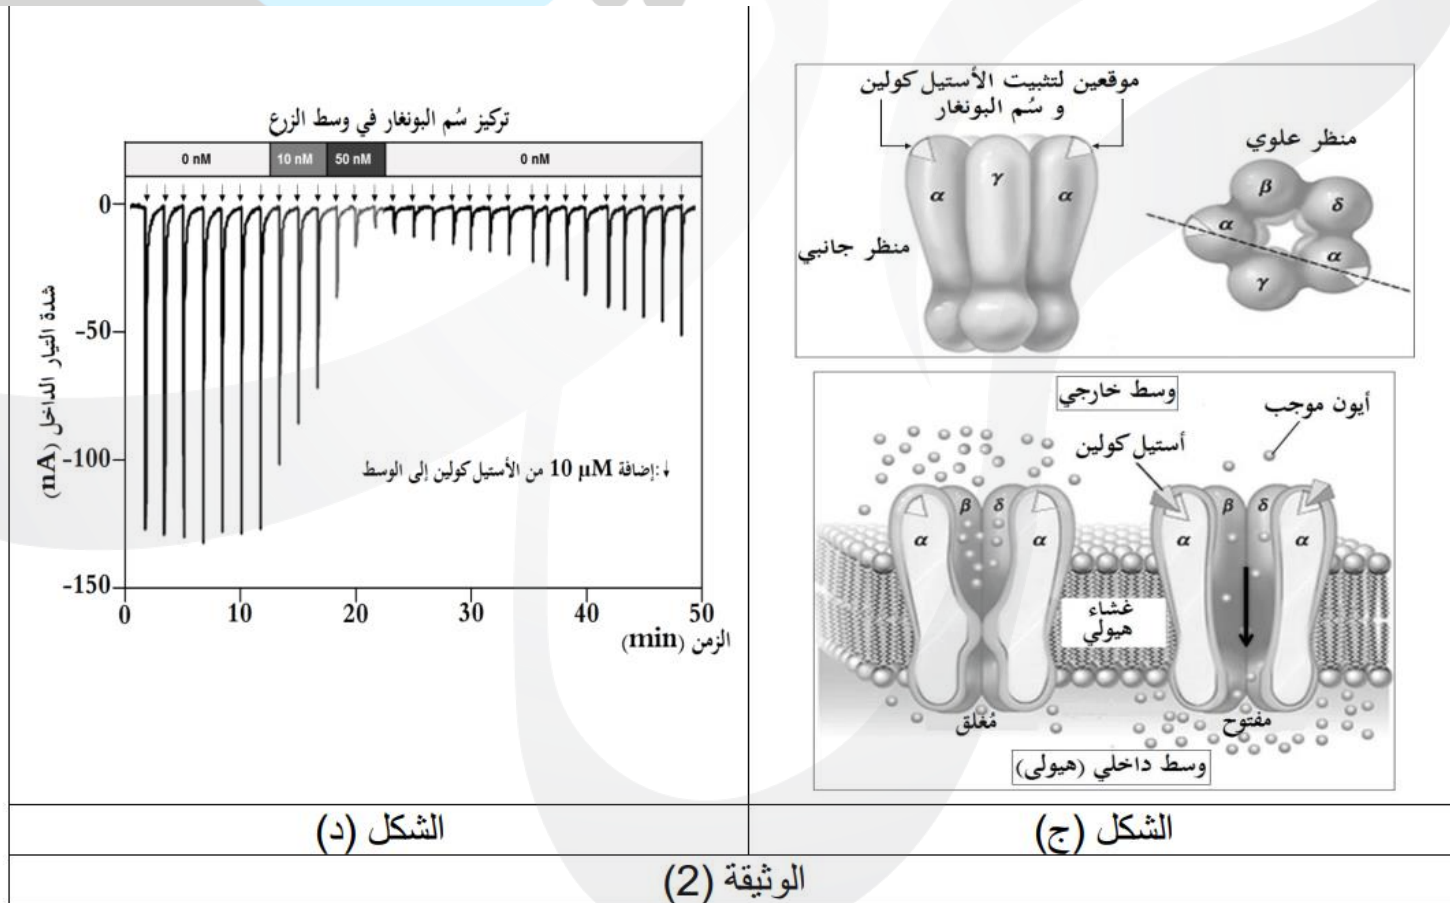 موقعين لتثبيت الأستيل كولين
و سُم البونغار
منظر علوي
منظر جانبي
α
γ
α
β
δ
α
α
γ
وسط خارجي
أيون موجب
أستيل كولين
β
δ
α
α
β
δ
α
α
غشاء
هيولي
مُغلق
مفتوح
وسط داخلي (هيولى)
الشكل (ج)
تركيز سُم البونغار في وسط الزرع
0 nM
10 nM
50 nM
0 nM
شدة التيار الداخل (nA)
0
-50
-100
-150
↓:إضافة 10 μM من الأستيل كولين إلى الوسط
0
10
20
30
40
50
الزمن (min)
الشكل (د)
الوثيقة (2)